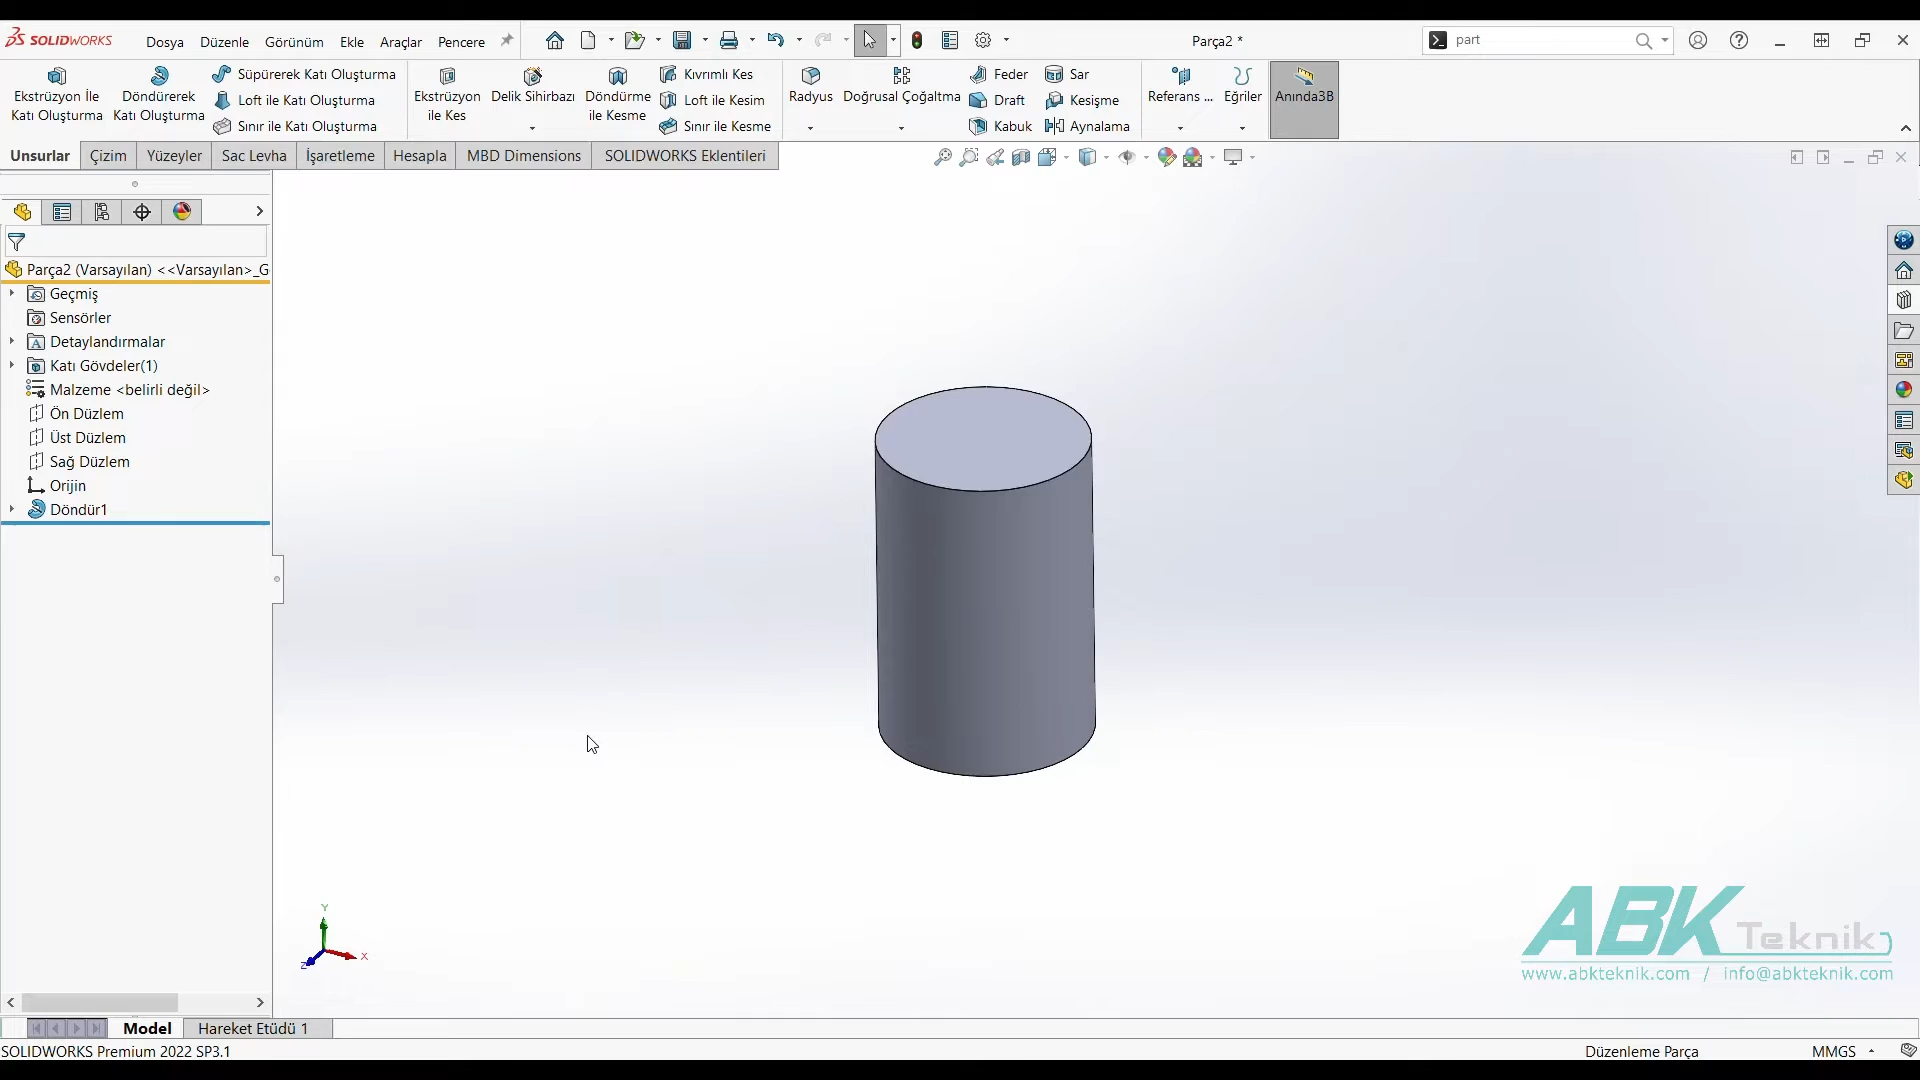 SOLIDWORKS Dosya Düzenle Görünüm Ekle Araçlar Pencere Parça2 * part
Ekstrüzyon İle Katı Oluşturma
Döndürerek Katı Oluşturma
Süpürerek Katı Oluşturma
Loft ile Katı Oluşturma
Sınır ile Katı Oluşturma
Ekstrüzyon ile Kes
Delik Sihirbazı
Döndürme ile Kesme
Kıvrımlı Kes
Loft ile Kesim
Sınır ile Kesme
Radyus
Doğrusal Çoğaltma
Feder
Draft
Kabuk
Sar
Kesişme
Aynalama
Referans ...
Eğriler
Anında3B
Unsurlar Çizim Yüzeyler Sac Levha İşaretleme Hesapla MBD Dimensions SOLIDWORKS Eklentileri
Parça2 (Varsayılan) <<Varsayılan>_G
Geçmiş
Sensörler
Detaylandırmalar
Katı Gövdeler(1)
Malzeme <belirli değil>
Ön Düzlem
Üst Düzlem
Sağ Düzlem
Orijin
Döndür1
Y
X
Z
ABK Teknik
www.abkteknik.com / info@abkteknik.com
Model Hareket Etüdü 1
SOLIDWORKS Premium 2022 SP3.1 Düzenleme Parça MMGS